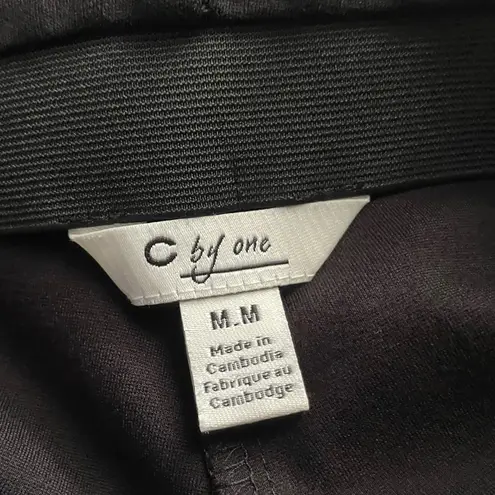 C by one
M-M
Made in
Cambodia
Fabrique au
Cambodge